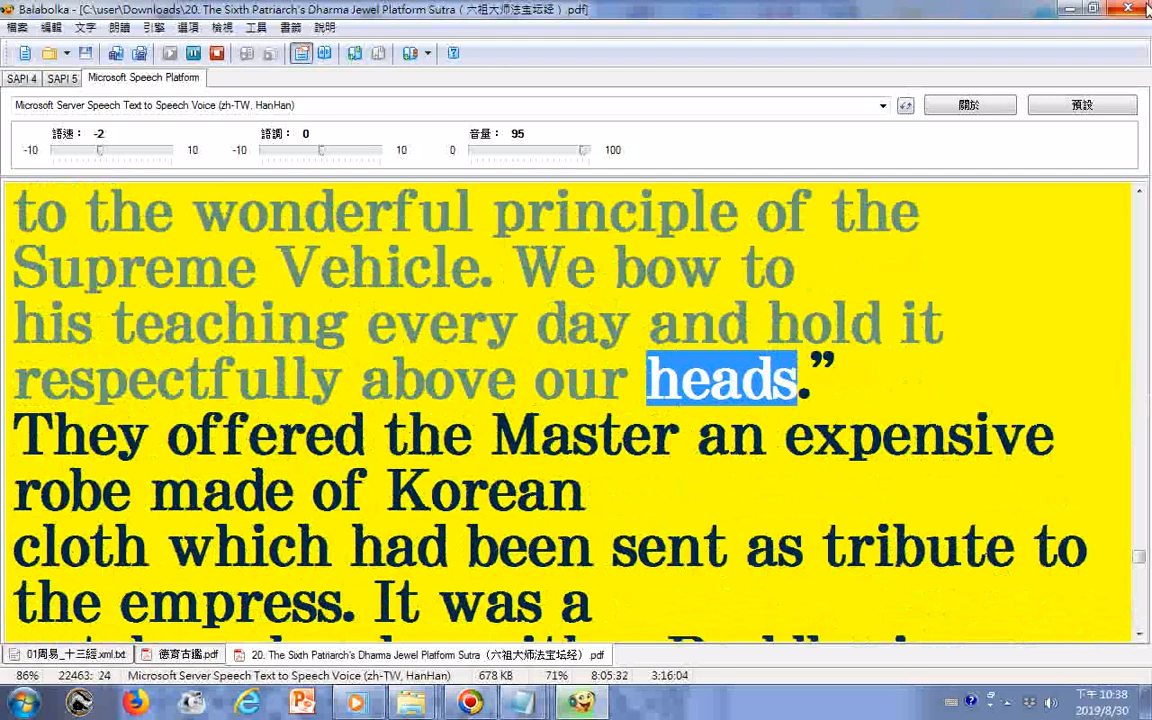 Balabolka - [C:\user\Downloads\20. The Sixth Patriarch's Dharma Jewel Platform Sutra (六祖大师法宝坛经) pdf]
檔案 編輯 文字 朗讀 引擎 選項 檢視 工具 書籤 說明
SAPI 4 SAPI 5 Microsoft Speech Platform
Microsoft Server Speech Text to Speech Voice (zh-TW, HanHan) 關於 預設
語速: -2 語調: 0 音量: 95
-10 10 -10 10 0 100
to the wonderful principle of the
Supreme Vehicle. We bow to
his teaching every day and hold it
respectfully above our heads.”
They offered the Master an expensive
robe made of Korean
cloth which had been sent as tribute to
the empress. It was a
01周易_十三經.xml.txt 德育古鑑.pdf 20. The Sixth Patriarch's Dharma Jewel Platform Sutra (六祖大师法宝坛经) .pdf
86% 22463: 24 Microsoft Server Speech Text to Speech Voice (zh-TW, HanHan) 678 KB 71% 8:05:32 3:16:04
下午 10:38
2019/8/30